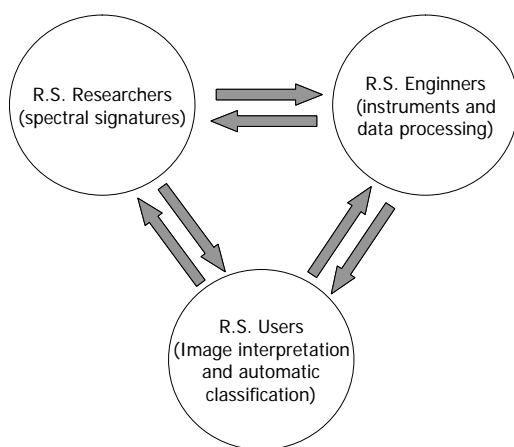 R.S. Researchers
(spectral signatures)
R.S. Enginners
(instruments and
data processing)
R.S. Users
(Image interpretation
and automatic
classification)